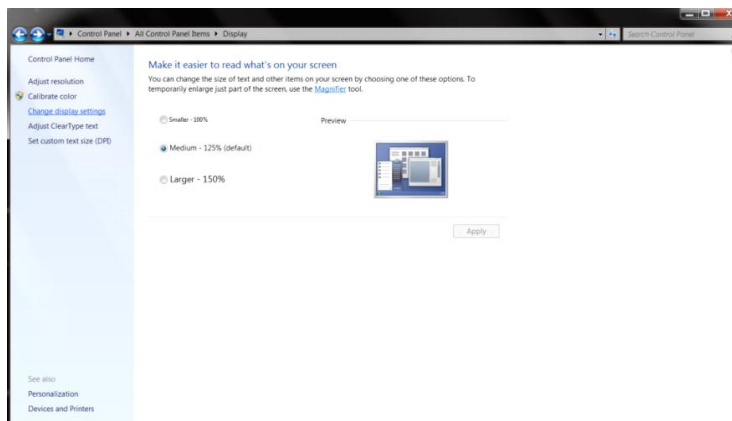 Control Panel ▸ All Control Panel Items ▸ Display
Search Control Panel
Control Panel Home
Adjust resolution
Calibrate color
Change display settings
Adjust ClearType text
Set custom text size (DPI)
Make it easier to read what's on your screen
You can change the size of text and other items on your screen by choosing one of these options. To
temporarily enlarge just part of the screen, use the Magnifier tool.
Smaller - 100%
Preview
Medium - 125% (default)
Larger - 150%
Apply
See also
Personalization
Devices and Printers